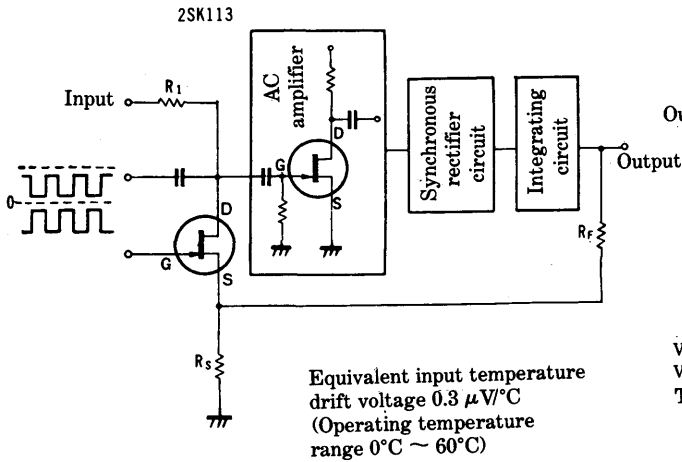 2SK113
Input
R1
AC
amplifier
D
G
S
Synchronous
rectifier
circuit
Integrating
circuit
Ou
Output
0
D
G
S
RF
RS
Equivalent input temperature
drift voltage 0.3 μV/°C
(Operating temperature
range 0°C ~ 60°C)
V
V
T